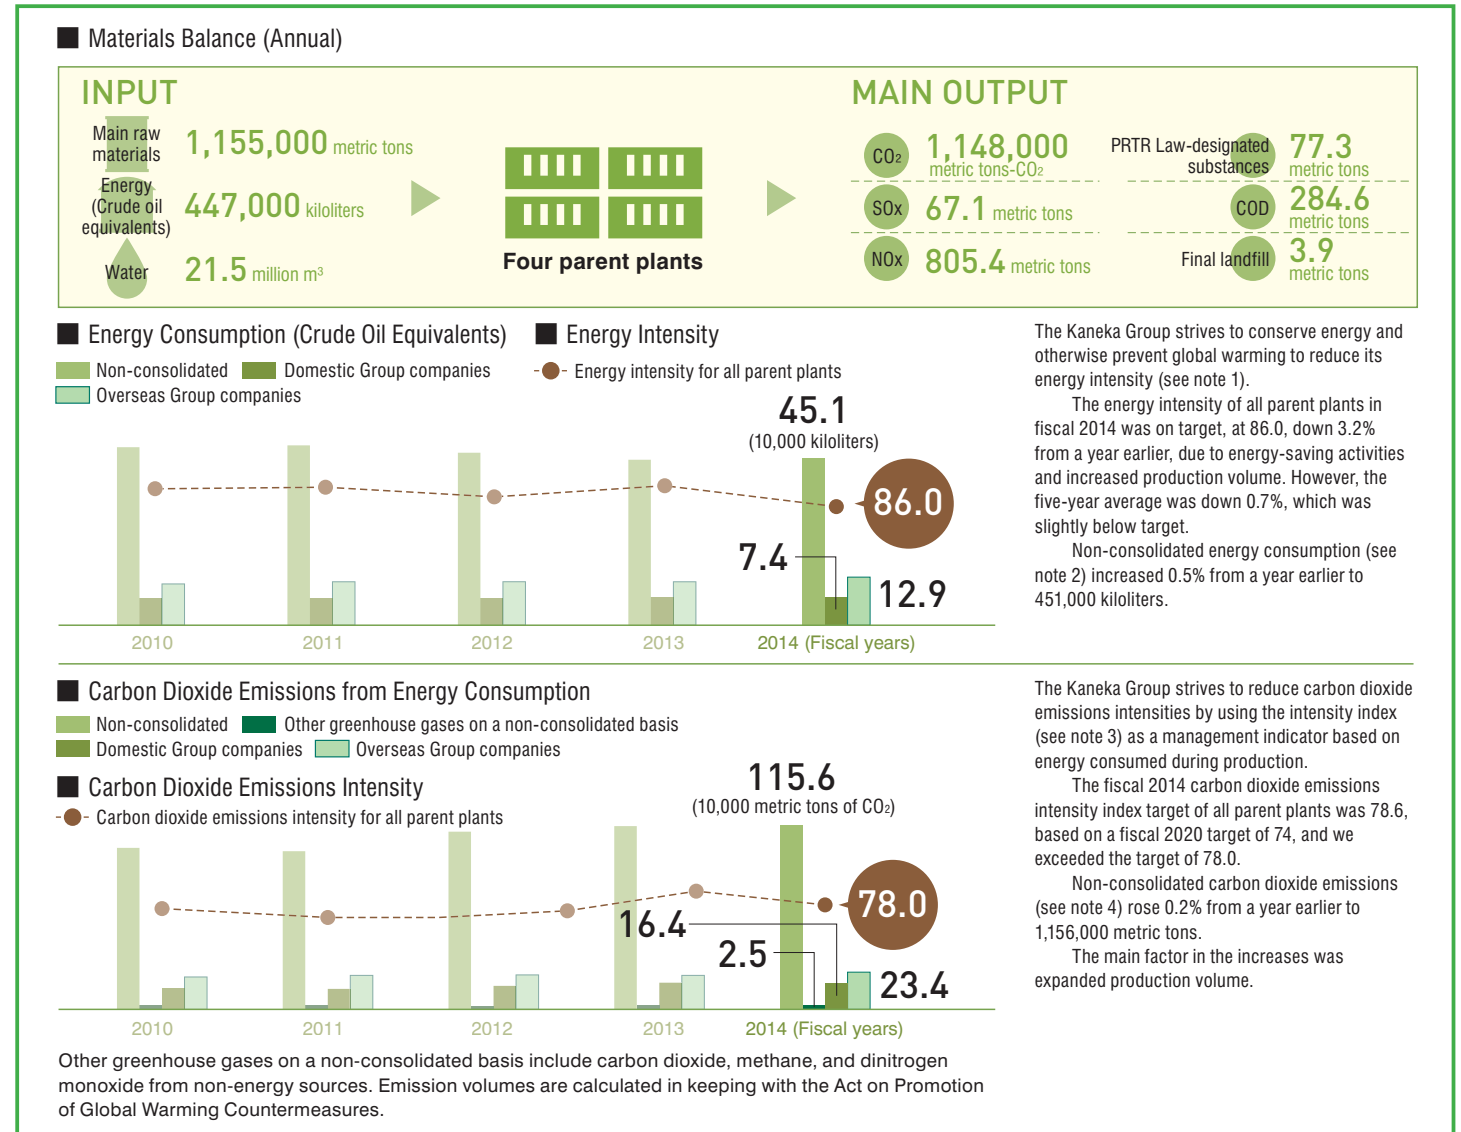 Materials Balance (Annual)
INPUT
Main raw
materials
1,155,000 metric tons
Energy
(Crude oil
equivalents)
447,000 kiloliters
Water
21.5 million m³
Four parent plants
MAIN OUTPUT
CO₂
1,148,000
metric tons-CO₂
SOx
67.1 metric tons
NOx
805.4 metric tons
PRTR Law-designated
substances
77.3
metric tons
COD
284.6
metric tons
Final landfill
3.9
metric tons
Energy Consumption (Crude Oil Equivalents)
Energy Intensity
Non-consolidated
Domestic Group companies
Overseas Group companies
Energy intensity for all parent plants
45.1
(10,000 kiloliters)
86.0
7.4
12.9
2010
2011
2012
2013
2014 (Fiscal years)
The Kaneka Group strives to conserve energy and
otherwise prevent global warming to reduce its
energy intensity (see note 1).
The energy intensity of all parent plants in
fiscal 2014 was on target, at 86.0, down 3.2%
from a year earlier, due to energy-saving activities
and increased production volume. However, the
five-year average was down 0.7%, which was
slightly below target.
Non-consolidated energy consumption (see
note 2) increased 0.5% from a year earlier to
451,000 kiloliters.
Carbon Dioxide Emissions from Energy Consumption
Non-consolidated
Other greenhouse gases on a non-consolidated basis
Domestic Group companies
Overseas Group companies
Carbon Dioxide Emissions Intensity
Carbon dioxide emissions intensity for all parent plants
115.6
(10,000 metric tons of CO₂)
78.0
16.4
2.5
23.4
2010
2011
2012
2013
2014 (Fiscal years)
The Kaneka Group strives to reduce carbon dioxide
emissions intensities by using the intensity index
(see note 3) as a management indicator based on
energy consumed during production.
The fiscal 2014 carbon dioxide emissions
intensity index target of all parent plants was 78.6,
based on a fiscal 2020 target of 74, and we
exceeded the target of 78.0.
Non-consolidated carbon dioxide emissions
(see note 4) rose 0.2% from a year earlier to
1,156,000 metric tons.
The main factor in the increases was
expanded production volume.
Other greenhouse gases on a non-consolidated basis include carbon dioxide, methane, and dinitrogen
monoxide from non-energy sources. Emission volumes are calculated in keeping with the Act on Promotion
of Global Warming Countermeasures.